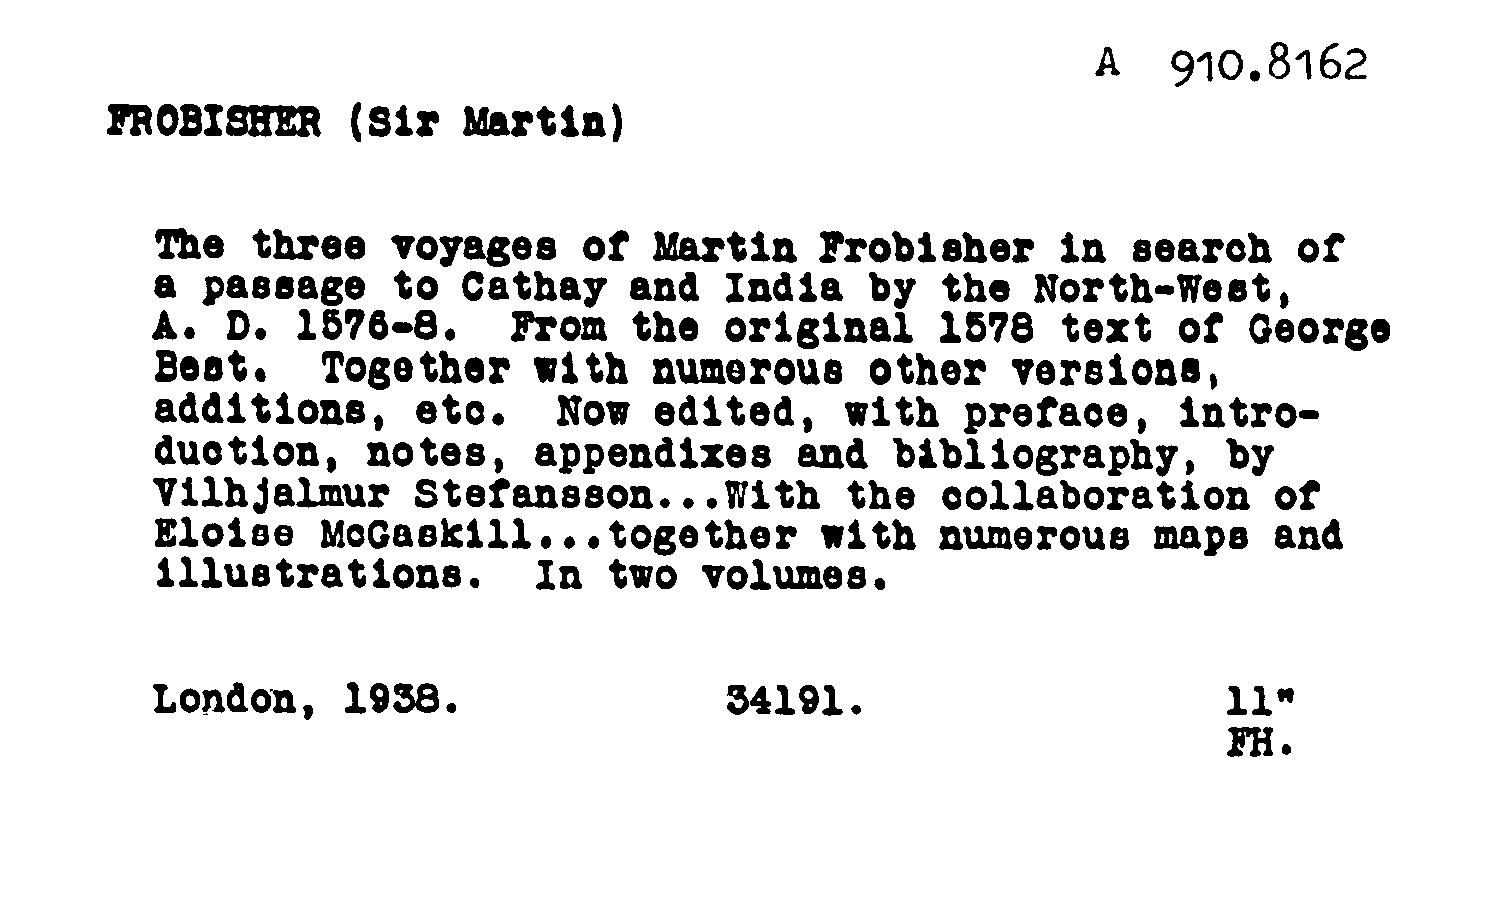 A 910.8162
FROBISHER (Sir Martin)
The three voyages of Martin Frobisher in search of
a passage to Cathay and India by the North-West,
A. D. 1576-8. From the original 1578 text of George
Best. Together with numerous other versions,
additions, etc. Now edited, with preface, intro-
duction, notes, appendixes and bibliography, by
Vilhjalmur Stefansson...With the collaboration of
Eloise McGaskill...together with numerous maps and
illustrations. In two volumes.
London, 1938. 34191. 11"
FH.